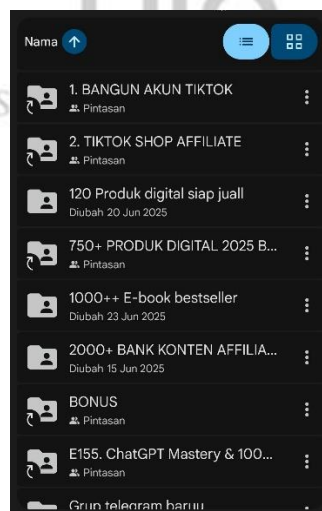 Nama
1. BANGUN AKUN TIKTOK
Pintasan
2. TIKTOK SHOP AFFILIATE
Pintasan
120 Produk digital siap juall
Diubah 20 Jun 2025
750+ PRODUK DIGITAL 2025 B...
Pintasan
1000++ E-book bestseller
Diubah 23 Jun 2025
2000+ BANK KONTEN AFFILIA...
Diubah 15 Jun 2025
BONUS
Pintasan
E155. ChatGPT Mastery & 100...
Pintasan
Grup telegram baruu